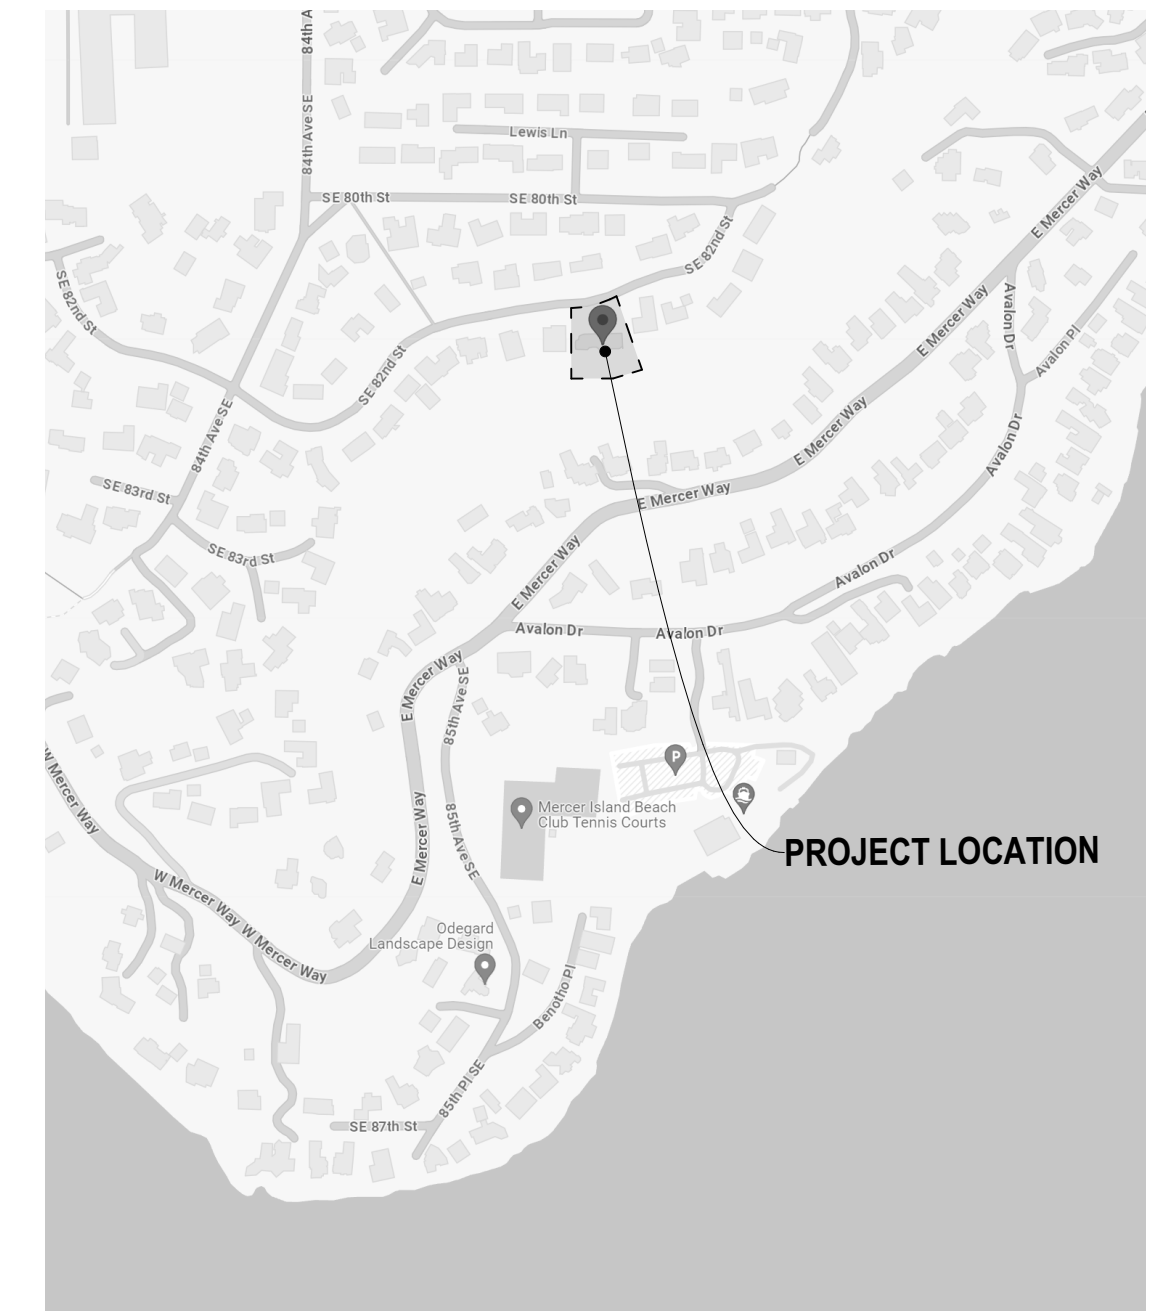 84th A
84th Ave SE
Lewis Ln
SE 80th St
SE 80th St
E Mercer Way
SE 82nd St
SE 82nd St
Avalon Dr
E Mercer Way
Avalon Pl
SE 82nd St
84th Ave SE
E Mercer Way
Avalon Dr
SE 83rd St
E Mercer Way
SE 83rd St
E Mercer Way
Avalon Dr
Avalon Dr
Avalon Dr
E Mercer Way
85th Ave SE
P
W Mercer Way
Mercer Island Beach
Club Tennis Courts
E Mercer Way
85th Ave SE
PROJECT LOCATION
W Mercer Way
W Mercer Way
Odegard
Landscape Design
Benotho Pl
85th Pl SE
SE 87th St